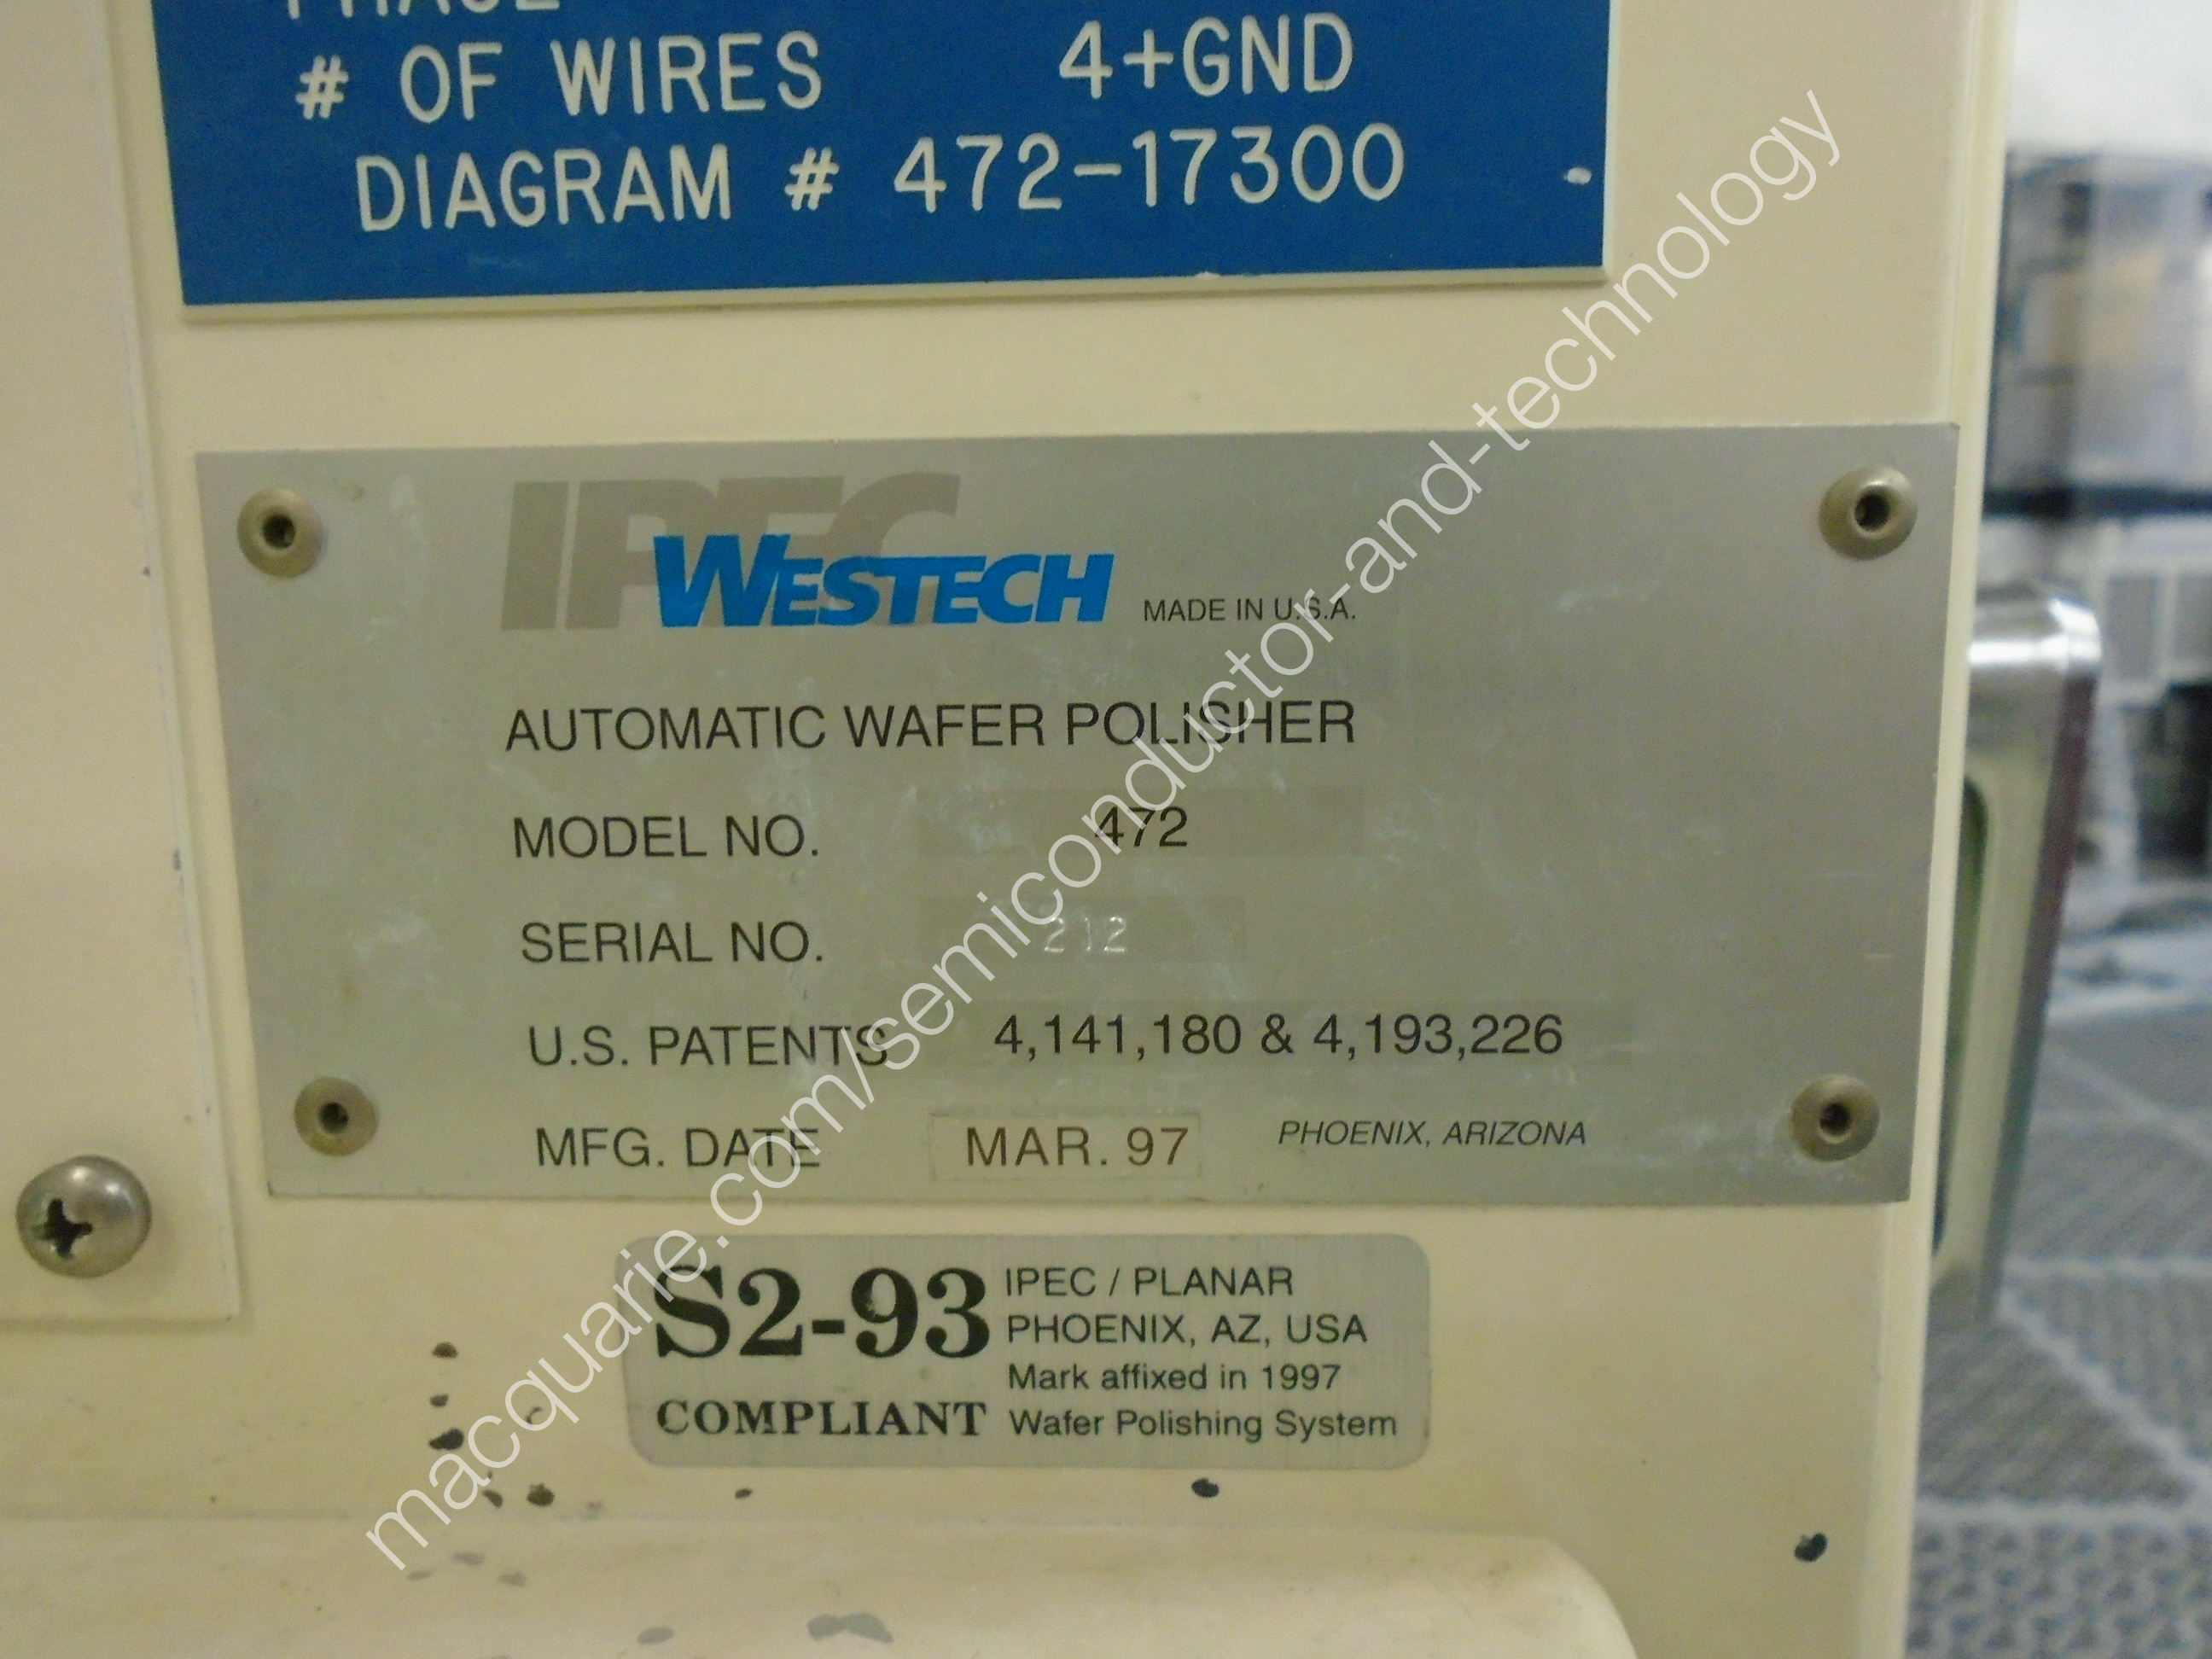 PHASE
# OF WIRES 4+GND
DIAGRAM # 472-17300
IPEC
WESTECH MADE IN U.S.A.
AUTOMATIC WAFER POLISHER
MODEL NO. 472
SERIAL NO. 212
U.S. PATENTS 4,141,180 & 4,193,226
MFG. DATE MAR. 97 PHOENIX, ARIZONA
S2-93 IPEC / PLANAR
PHOENIX, AZ, USA
Mark affixed in 1997
COMPLIANT Wafer Polishing System
macquarie.com/semiconductor-and-technology